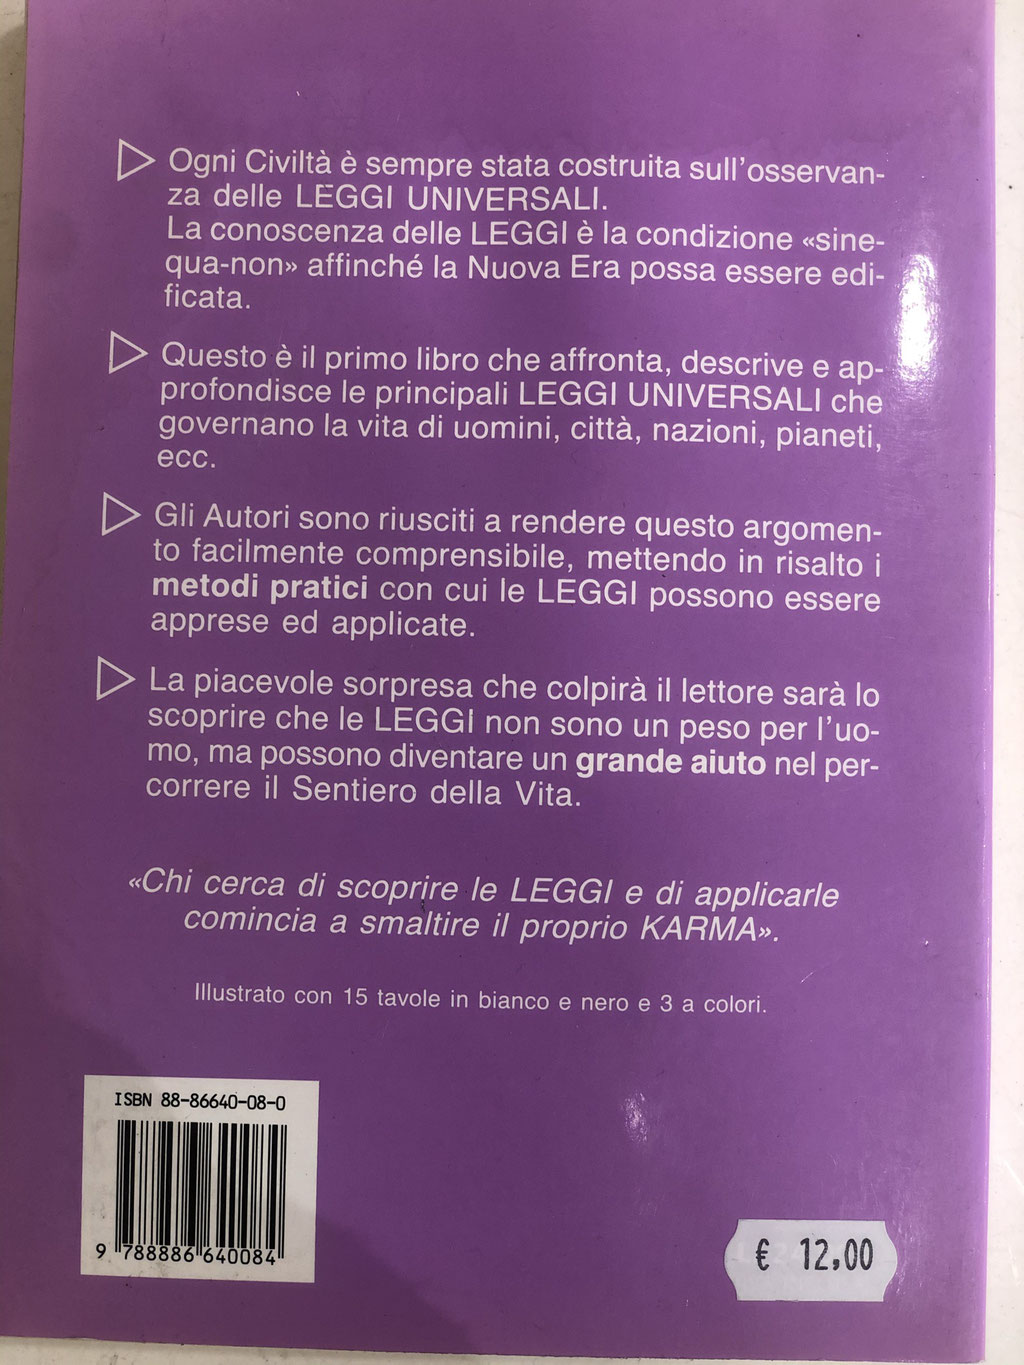 Ogni Civiltà è sempre stata costruita sull'osservan-
za delle LEGGI UNIVERSALI.
La conoscenza delle LEGGI è la condizione «sine-
qua-non» affinché la Nuova Era possa essere edi-
ficata.
Questo è il primo libro che affronta, descrive e ap-
profondisce le principali LEGGI UNIVERSALI che
governano la vita di uomini, città, nazioni, pianeti,
ecc.
Gli Autori sono riusciti a rendere questo argomen-
to facilmente comprensibile, mettendo in risalto i
metodi pratici con cui le LEGGI possono essere
apprese ed applicate.
La piacevole sorpresa che colpirà il lettore sarà lo
scoprire che le LEGGI non sono un peso per l'uo-
mo, ma possono diventare un grande aiuto nel per-
correre il Sentiero della Vita.
«Chi cerca di scoprire le LEGGI e di applicarle
comincia a smaltire il proprio KARMA».
Illustrato con 15 tavole in bianco e nero e 3 a colori.
ISBN 88-86640-08-0
9 788886 640084
€ 12,00